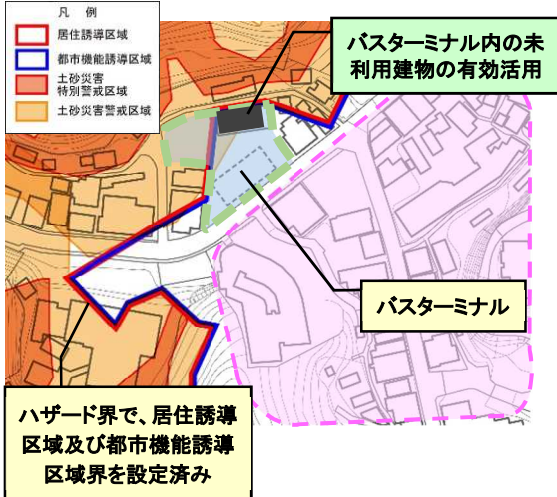 凡 例
居住誘導区域
都市機能誘導区域
土砂災害
特別警戒区域
土砂災害警戒区域
バスターミナル内の未
利用建物の有効活用
バスターミナル
ハザード界で、居住誘導
区域及び都市機能誘導
区域界を設定済み